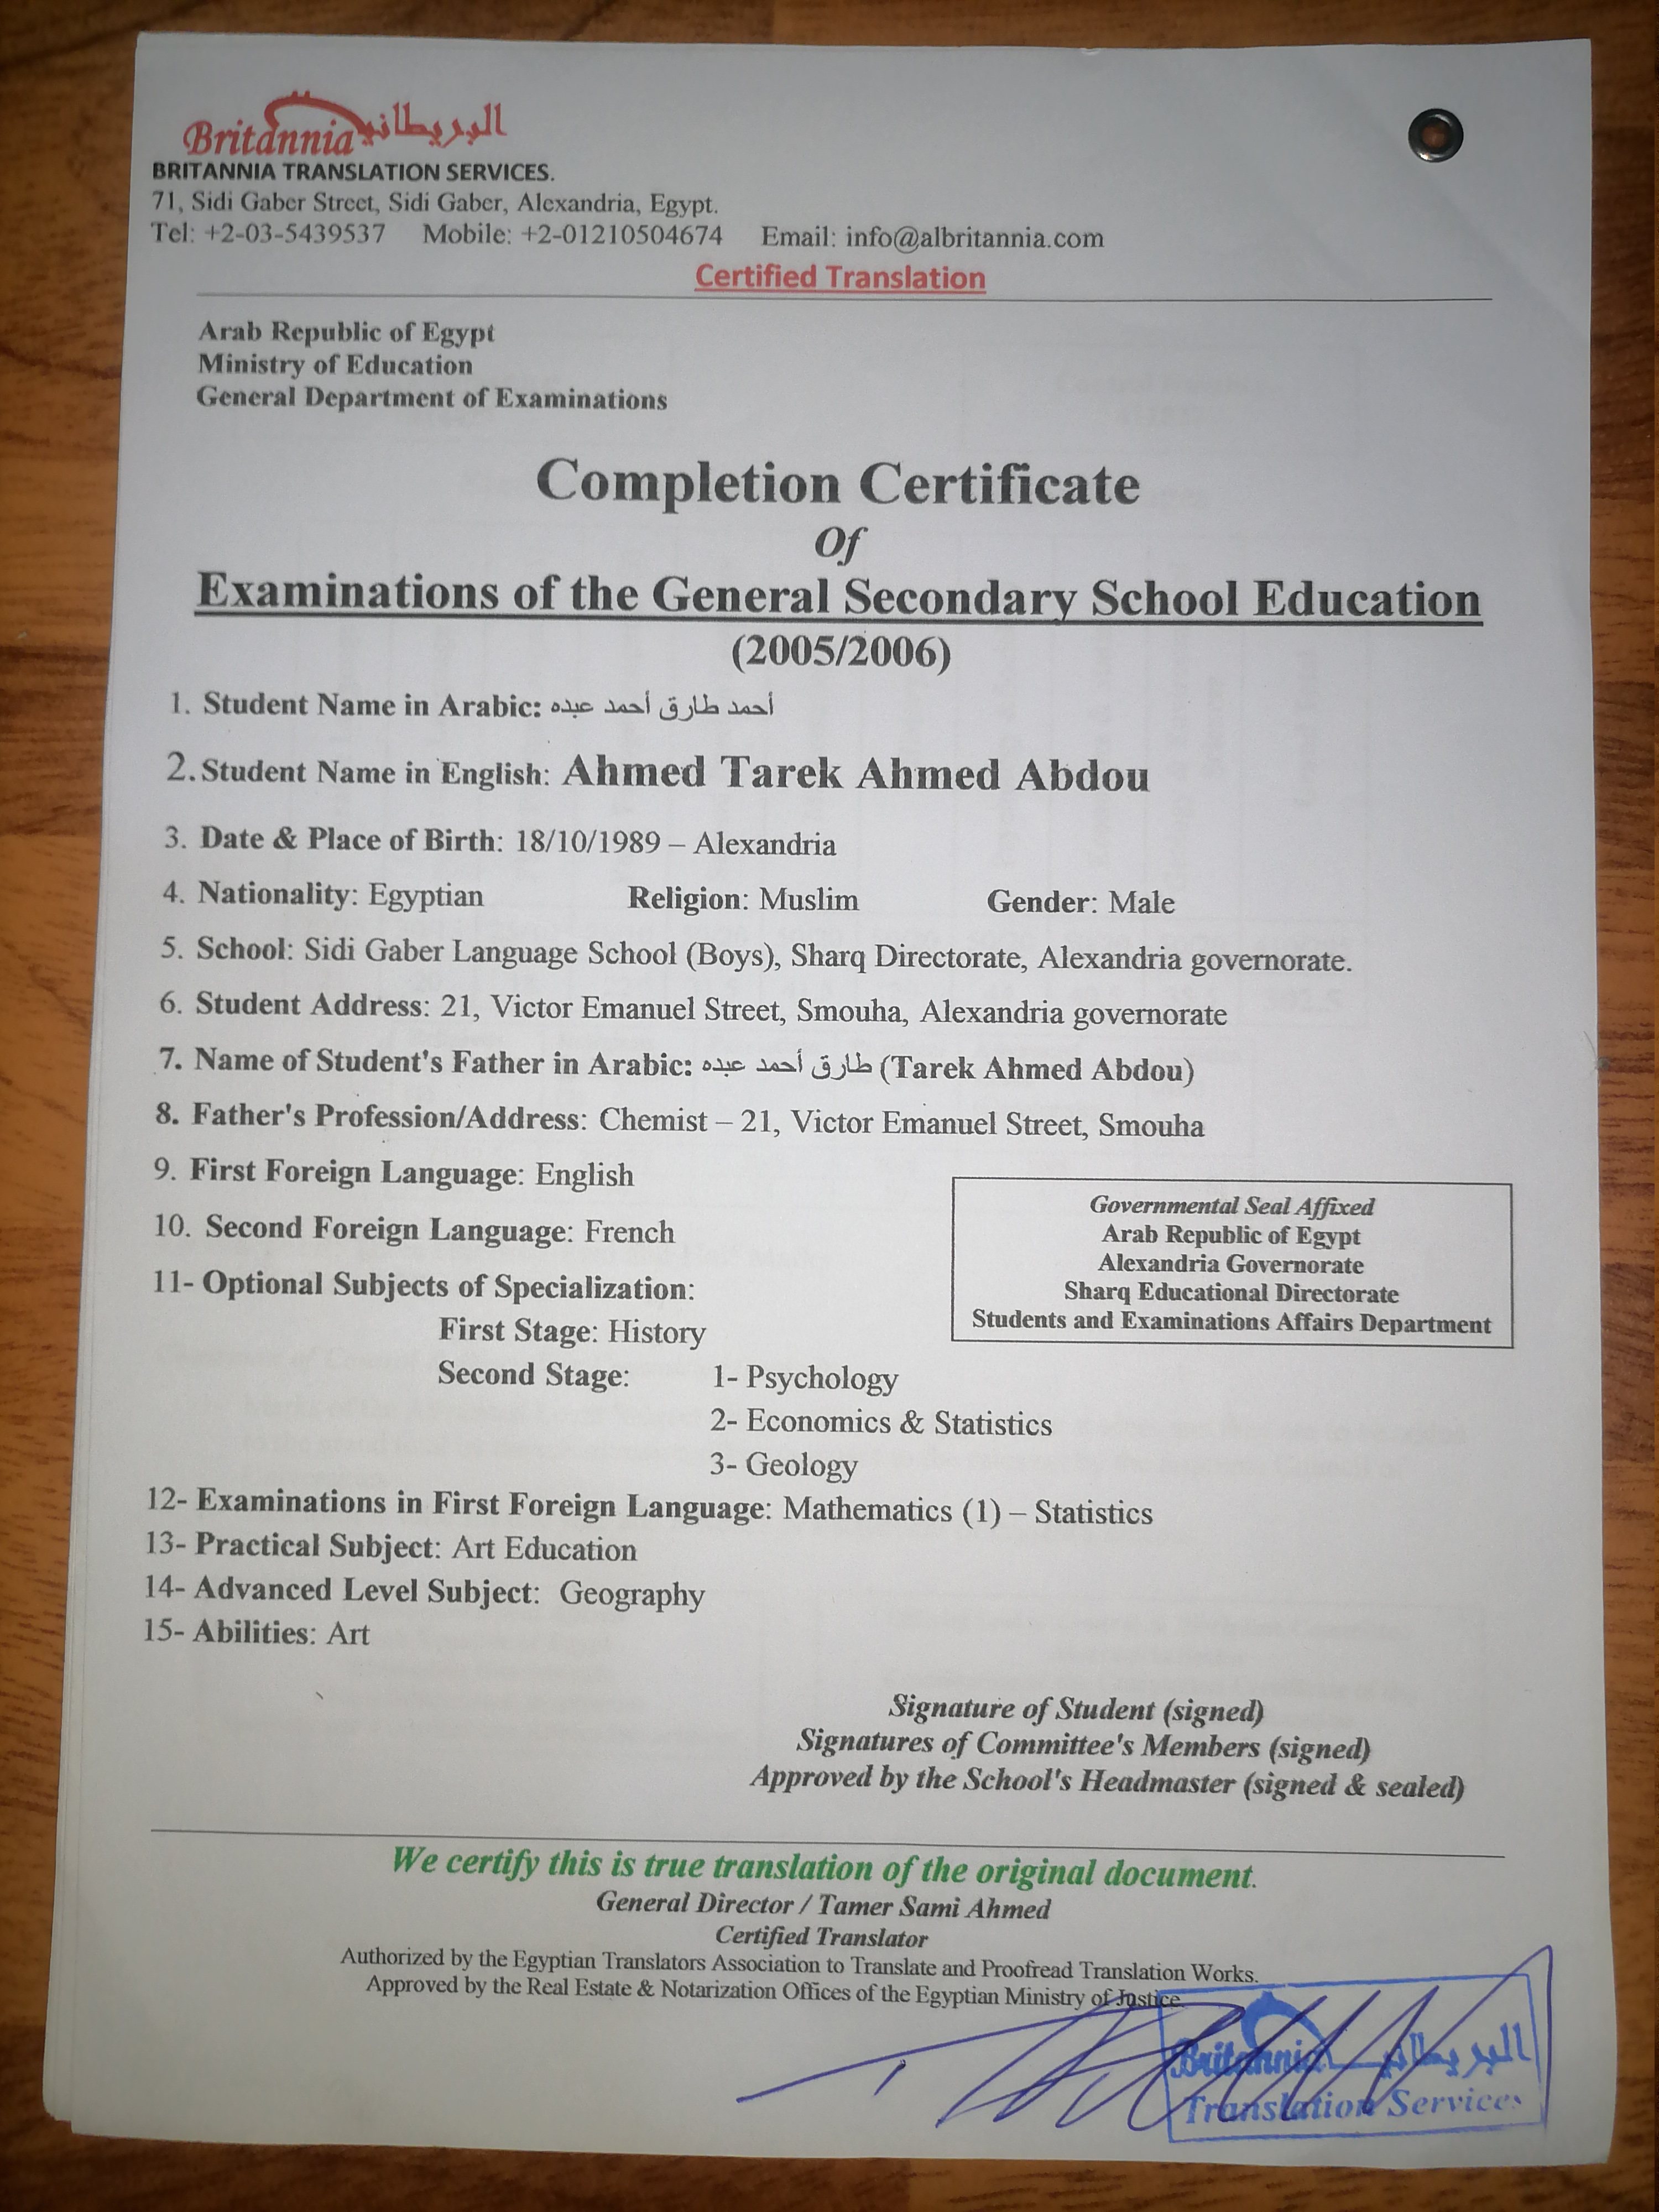 Britannia البريطانية
BRITANNIA TRANSLATION SERVICES.
71, Sidi Gaber Street, Sidi Gaber, Alexandria, Egypt.
Tel: +2-03-5439537 Mobile: +2-01210504674 Email: info@albritannia.com
Certified Translation
Arab Republic of Egypt
Ministry of Education
General Department of Examinations
Completion Certificate
Of
Examinations of the General Secondary School Education
(2005/2006)
1. Student Name in Arabic: أحمد طارق أحمد عبده
2. Student Name in English: Ahmed Tarek Ahmed Abdou
3. Date & Place of Birth: 18/10/1989 – Alexandria
4. Nationality: Egyptian Religion: Muslim Gender: Male
5. School: Sidi Gaber Language School (Boys), Sharq Directorate, Alexandria governorate.
6. Student Address: 21, Victor Emanuel Street, Smouha, Alexandria governorate
7. Name of Student's Father in Arabic: طارق أحمد عبده (Tarek Ahmed Abdou)
8. Father's Profession/Address: Chemist – 21, Victor Emanuel Street, Smouha
9. First Foreign Language: English
10. Second Foreign Language: French
Governmental Seal Affixed
Arab Republic of Egypt
Alexandria Governorate
Sharq Educational Directorate
Students and Examinations Affairs Department
11- Optional Subjects of Specialization:
First Stage: History
Second Stage: 1- Psychology
2- Economics & Statistics
3- Geology
12- Examinations in First Foreign Language: Mathematics (1) – Statistics
13- Practical Subject: Art Education
14- Advanced Level Subject: Geography
15- Abilities: Art
Signature of Student (signed)
Signatures of Committee's Members (signed)
Approved by the School's Headmaster (signed & sealed)
We certify this is true translation of the original document.
General Director / Tamer Sami Ahmed
Certified Translator
Authorized by the Egyptian Translators Association to Translate and Proofread Translation Works.
Approved by the Real Estate & Notarization Offices of the Egyptian Ministry of Justice.
Britannia البريطانية
Translation Services